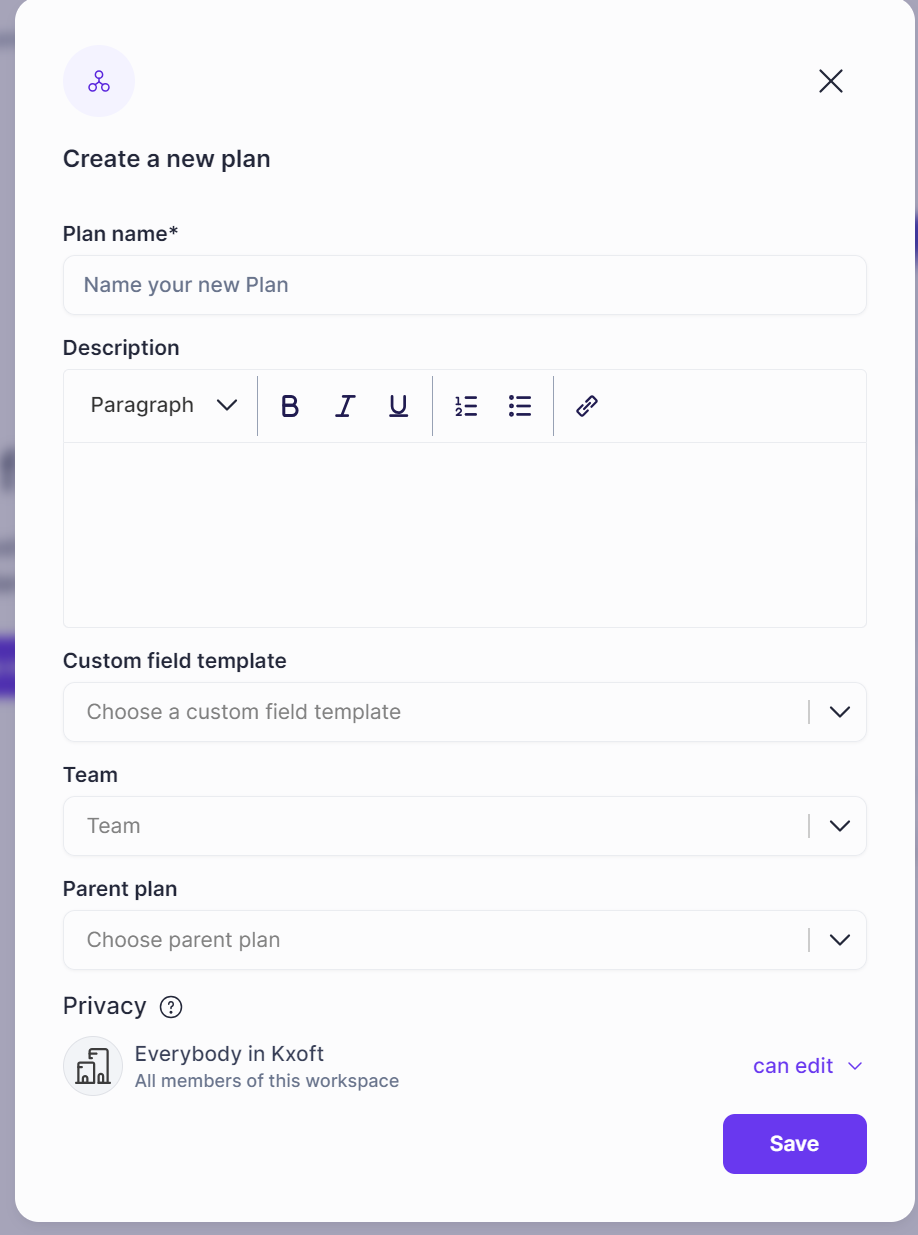 Create a new plan
Plan name*
Name your new Plan
Description
Paragraph B I U
Custom field template
Choose a custom field template
Team
Team
Parent plan
Choose parent plan
Privacy ?
Everybody in Kxoft
All members of this workspace
can edit
Save